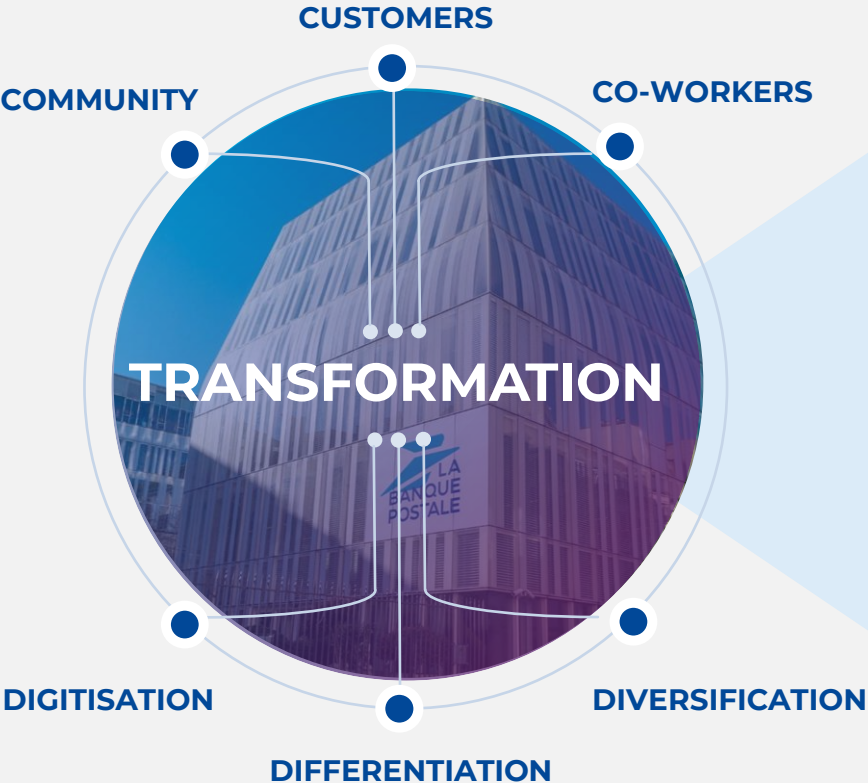 CUSTOMERS
COMMUNITY
CO-WORKERS
TRANSFORMATION
LA
BANQUE
POSTALE
DIGITISATION
DIVERSIFICATION
DIFFERENTIATION